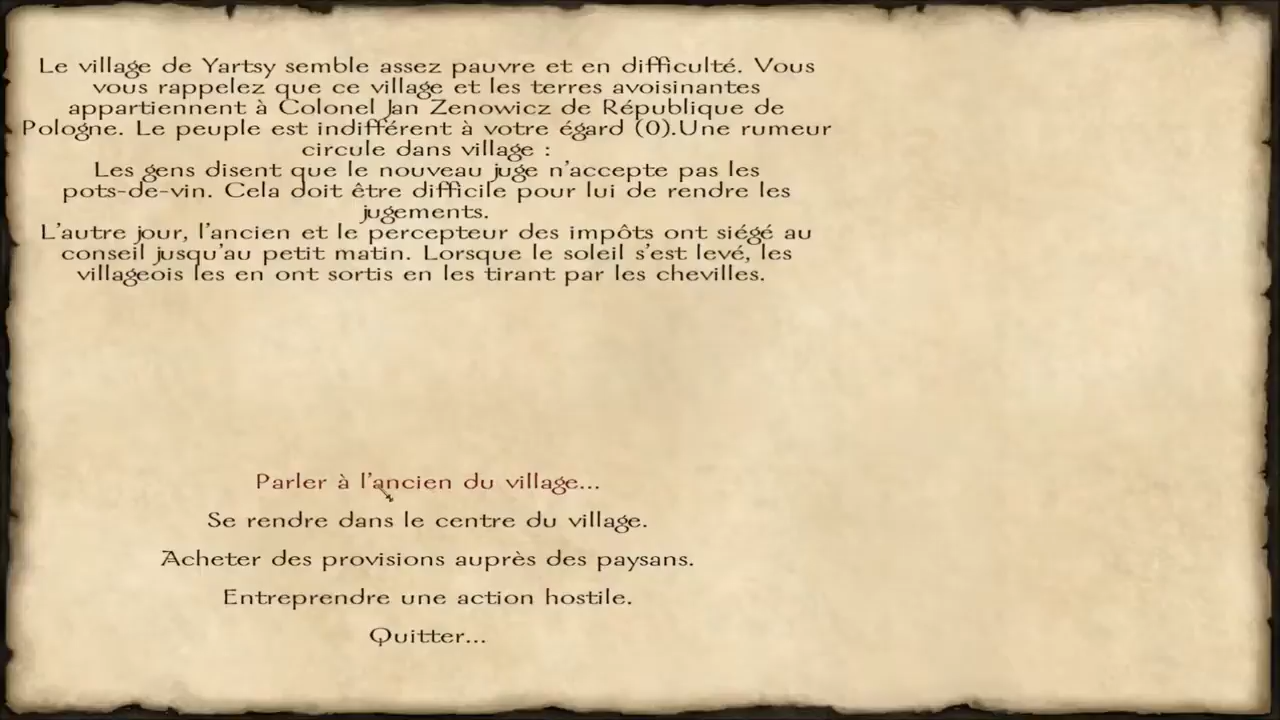 Le village de Yartsy semble assez pauvre et en difficulté. Vous
vous rappelez que ce village et les terres avoisinantes
appartiennent à Colonel Jan Zenowicz de République de
Pologne. Le peuple est indifférent à votre égard (0).Une rumeur
circule dans village :
Les gens disent que le nouveau juge n'accepte pas les
pots-de-vin. Cela doit être difficile pour lui de rendre les
jugements.
L'autre jour, l'ancien et le percepteur des impôts ont siégé au
conseil jusqu'au petit matin. Lorsque le soleil s'est levé, les
villageois les en ont sortis en les tirant par les chevilles.
Parler à l'ancien du village...
Se rendre dans le centre du village.
Acheter des provisions auprès des paysans.
Entreprendre une action hostile.
Quitter...